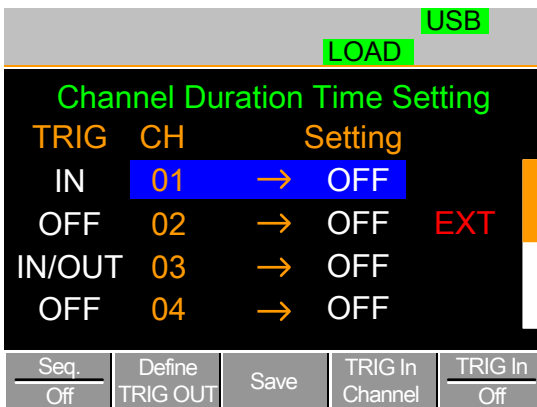 USB
LOAD
Channel Duration Time Setting
TRIG CH Setting
IN 01 → OFF
OFF 02 → OFF EXT
IN/OUT 03 → OFF
OFF 04 → OFF
Seq. Define Save TRIG In TRIG In
Off TRIG OUT Channel Off